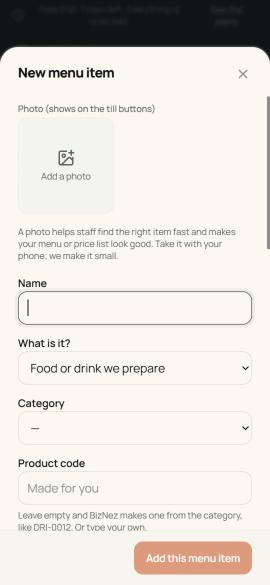 New menu item
Photo (shows on the till buttons)
Add a photo
A photo helps staff find the right item fast and makes
your menu or price list look good. Take it with your
phone; we make it small.
Name
What is it?
Food or drink we prepare
Category
—
Product code
Made for you
Leave empty and BizNez makes one from the category,
like DRI-0012. Or type your own.
Add this menu item